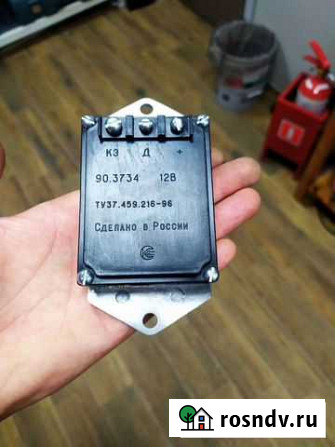 КЗ Д +
90.3734 12В
ТУ37.459.216-96
Сделано в России
rosndv.ru